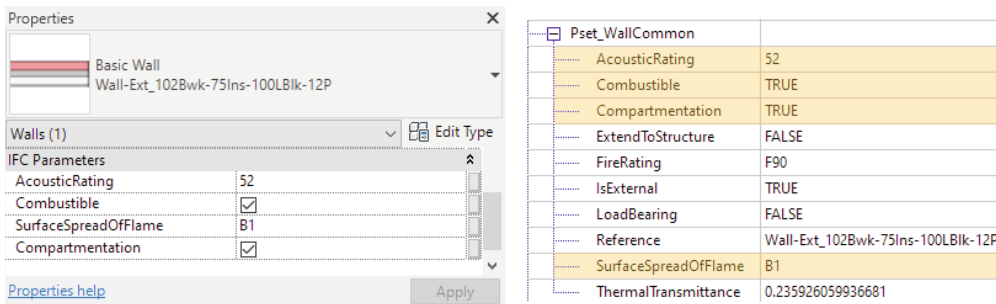 Properties
Basic Wall
Wall-Ext_102Bwk-75Ins-100LBlk-12P
Walls (1)
Edit Type
IFC Parameters
AcousticRating 52
Combustible
SurfaceSpreadOfFlame B1
Compartmentation
Properties help
Apply
Pset_WallCommon
AcousticRating 52
Combustible TRUE
Compartmentation TRUE
ExtendToStructure FALSE
FireRating F90
IsExternal TRUE
LoadBearing FALSE
Reference Wall-Ext_102Bwk-75Ins-100LBlk-12P
SurfaceSpreadOfFlame B1
ThermalTransmittance 0.235926059936681